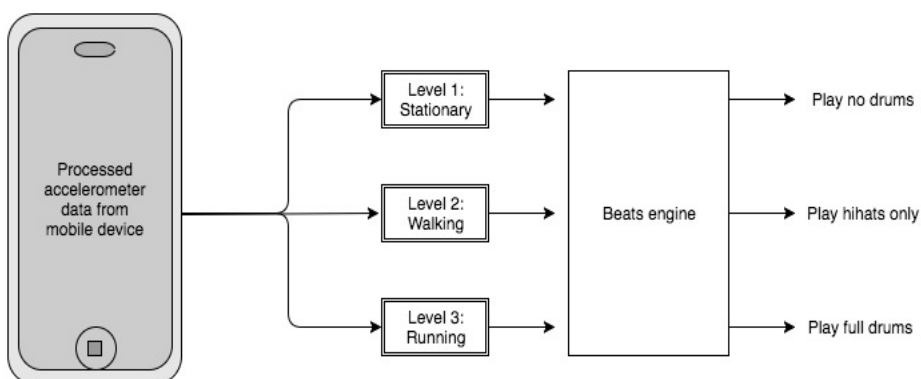 Processed
accelerometer
data from
mobile device
Level 1:
Stationary
Level 2:
Walking
Level 3:
Running
Beats engine
Play no drums
Play hihats only
Play full drums